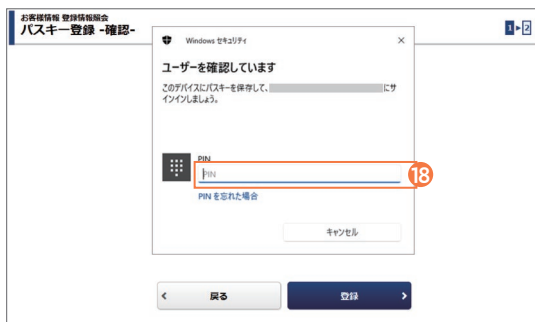 お客様情報 登録情報照会
パスキー登録 -確認-
1▶2
Windows セキュリティ
ユーザーを確認しています
このデバイスにパスキーを保存して、 にサ
インインしましょう。
PIN
PIN
18
PIN を忘れた場合
キャンセル
戻る
登録